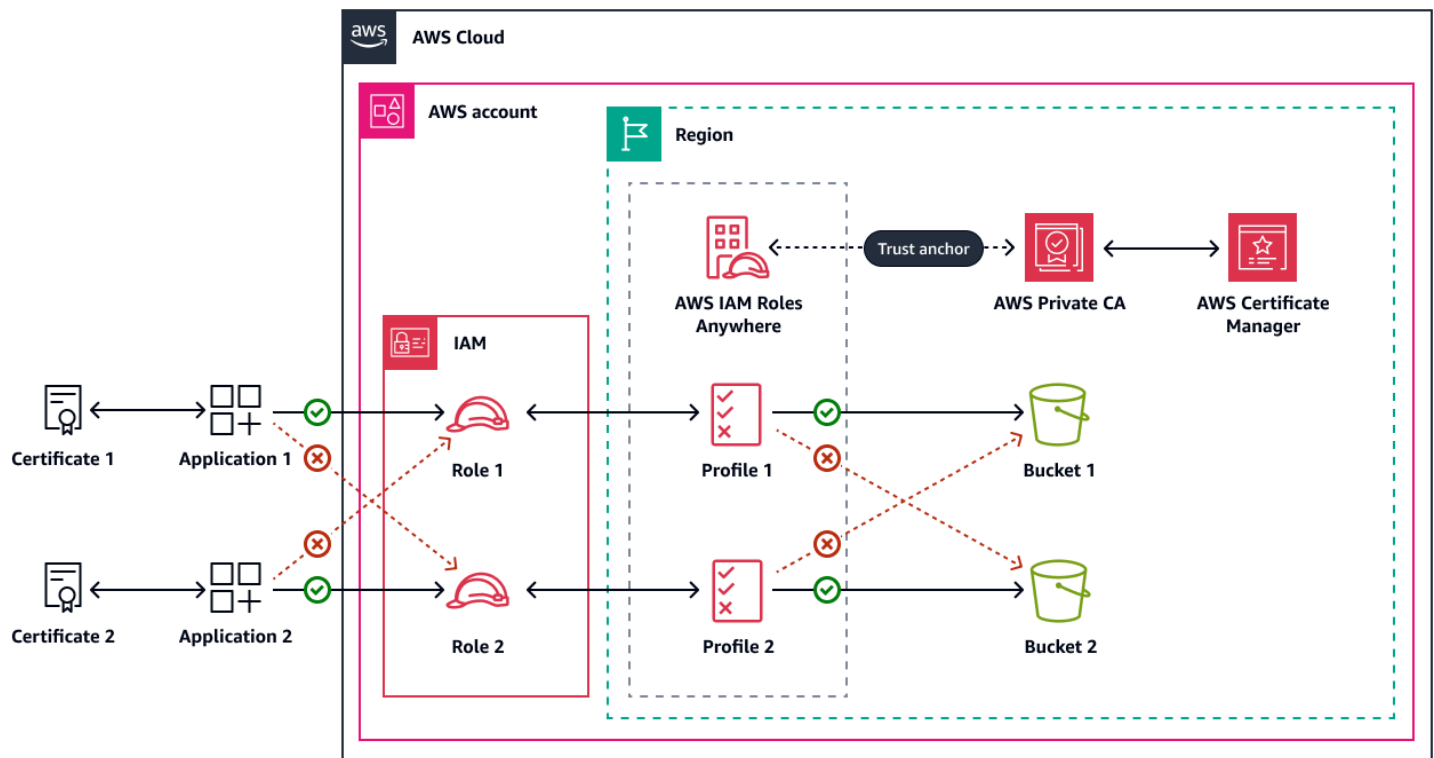 aws
AWS Cloud
AWS account
Region
Trust anchor
AWS IAM Roles
Anywhere
AWS Private CA
AWS Certificate
Manager
IAM
Certificate 1
Application 1
Role 1
Profile 1
Bucket 1
Certificate 2
Application 2
Role 2
Profile 2
Bucket 2